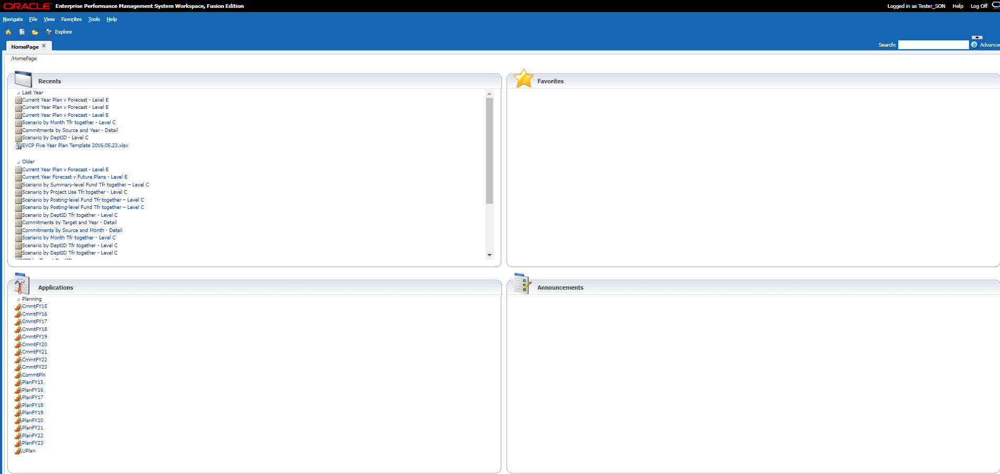 ORACLE Enterprise Performance Management System Workspace, Fusion Edition
Logged in as Tester_SON Help Log Off
Navigate File View Favorites Tools Help
Explore
HomePage
Search: Advanced
/HomePage
Recents
Last Year
Current Year Plan v Forecast - Level E
Current Year Plan v Forecast - Level E
Current Year Plan v Forecast - Level E
Scenario by Month Tfr together - Level C
Commitments by Source and Year - Detail
Scenario by DeptID - Level C
EVCP Five Year Plan Template 2016.05.23.xlsx
Older
Current Year Plan v Forecast - Level E
Current Year Forecast v Future Plans - Level E
Scenario by Summary-level Fund Tfr together – Level C
Scenario by Project Use Tfr together - Level C
Scenario by Posting-level Fund Tfr together – Level C
Scenario by Posting-level Fund Tfr together – Level C
Scenario by DeptID Tfr together - Level C
Commitments by Target and Year - Detail
Commitments by Source and Month - Detail
Scenario by Month Tfr together - Level C
Scenario by DeptID Tfr together - Level C
Scenario by DeptID Tfr together - Level C
Favorites
Applications
Planning
CmmtFY15
CmmtFY16
CmmtFY17
CmmtFY18
CmmtFY19
CmmtFY20
CmmtFY21
CmmtFY22
CmmtFY23
CommtPln
PlanFY15
PlanFY16
PlanFY17
PlanFY18
PlanFY19
PlanFY20
PlanFY21
PlanFY22
PlanFY23
UPlan
Announcements